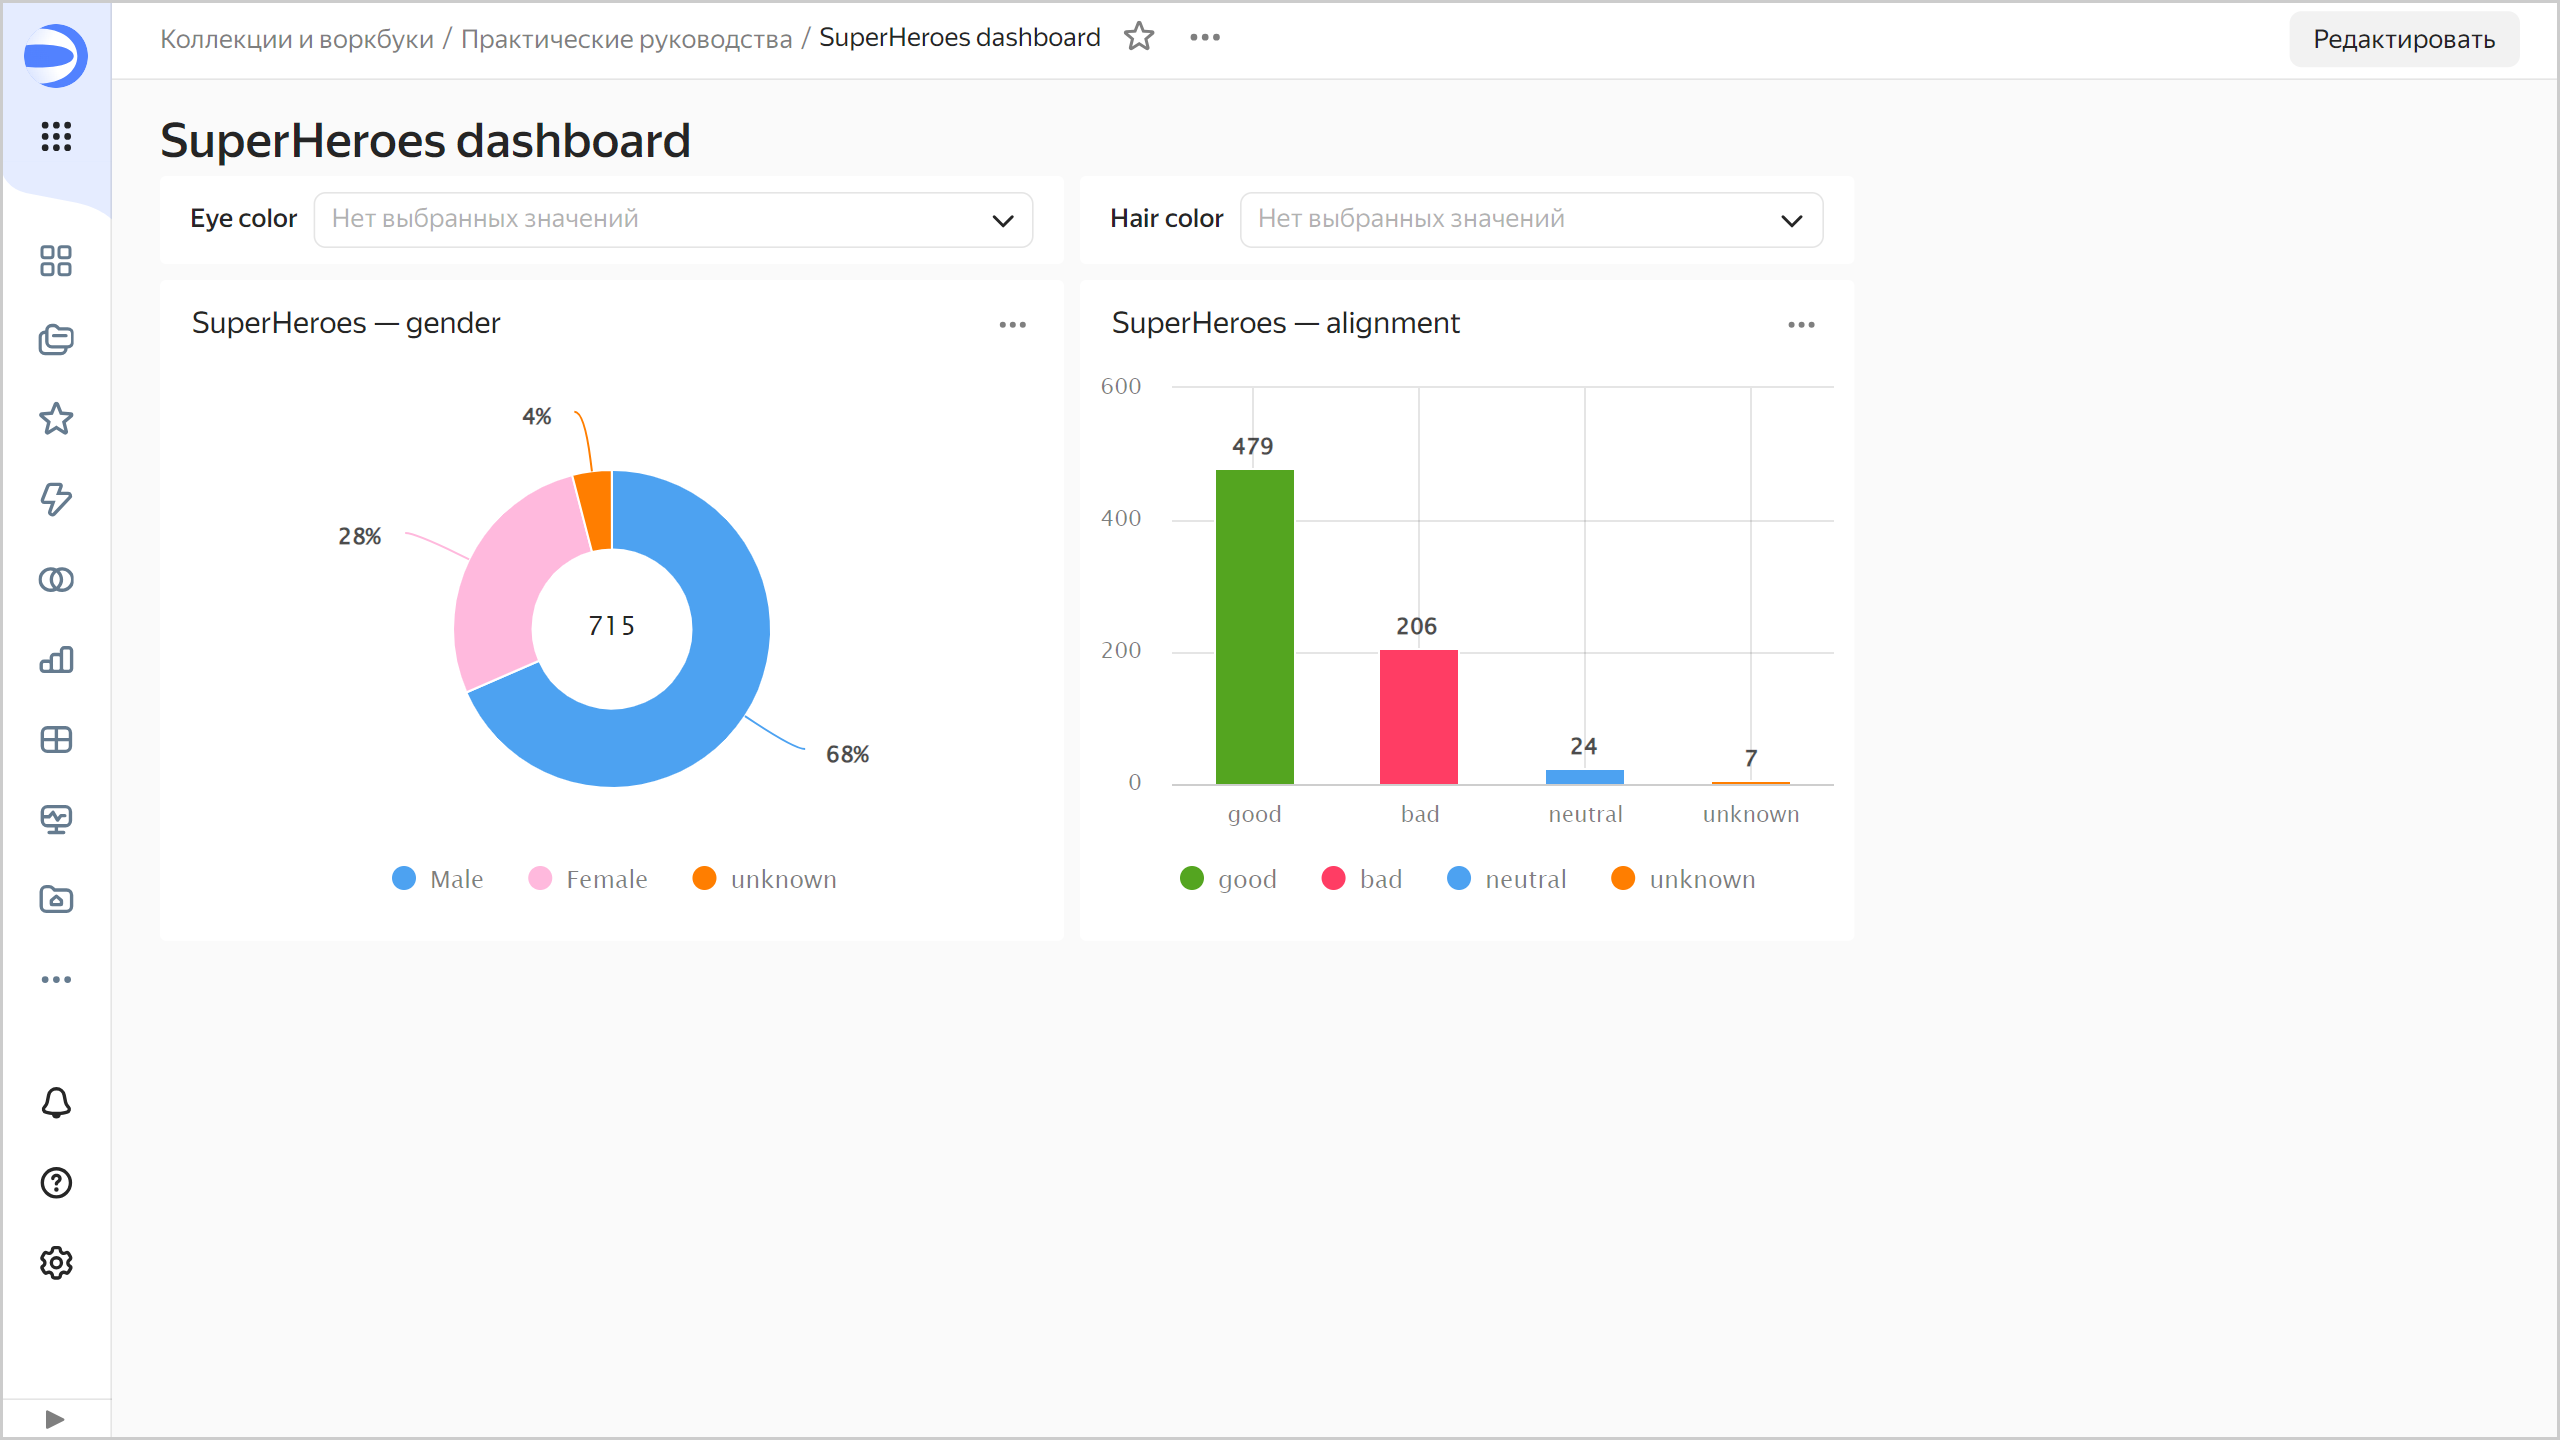 Коллекции и воркбуки / Практические руководства / SuperHeroes dashboard
Редактировать
SuperHeroes dashboard
Eye color Нет выбранных значений
Hair color Нет выбранных значений
SuperHeroes — gender
4%
28%
715
68%
Male Female unknown
SuperHeroes — alignment
600
479
400
206
200
24
7
0
good bad neutral unknown
good bad neutral unknown